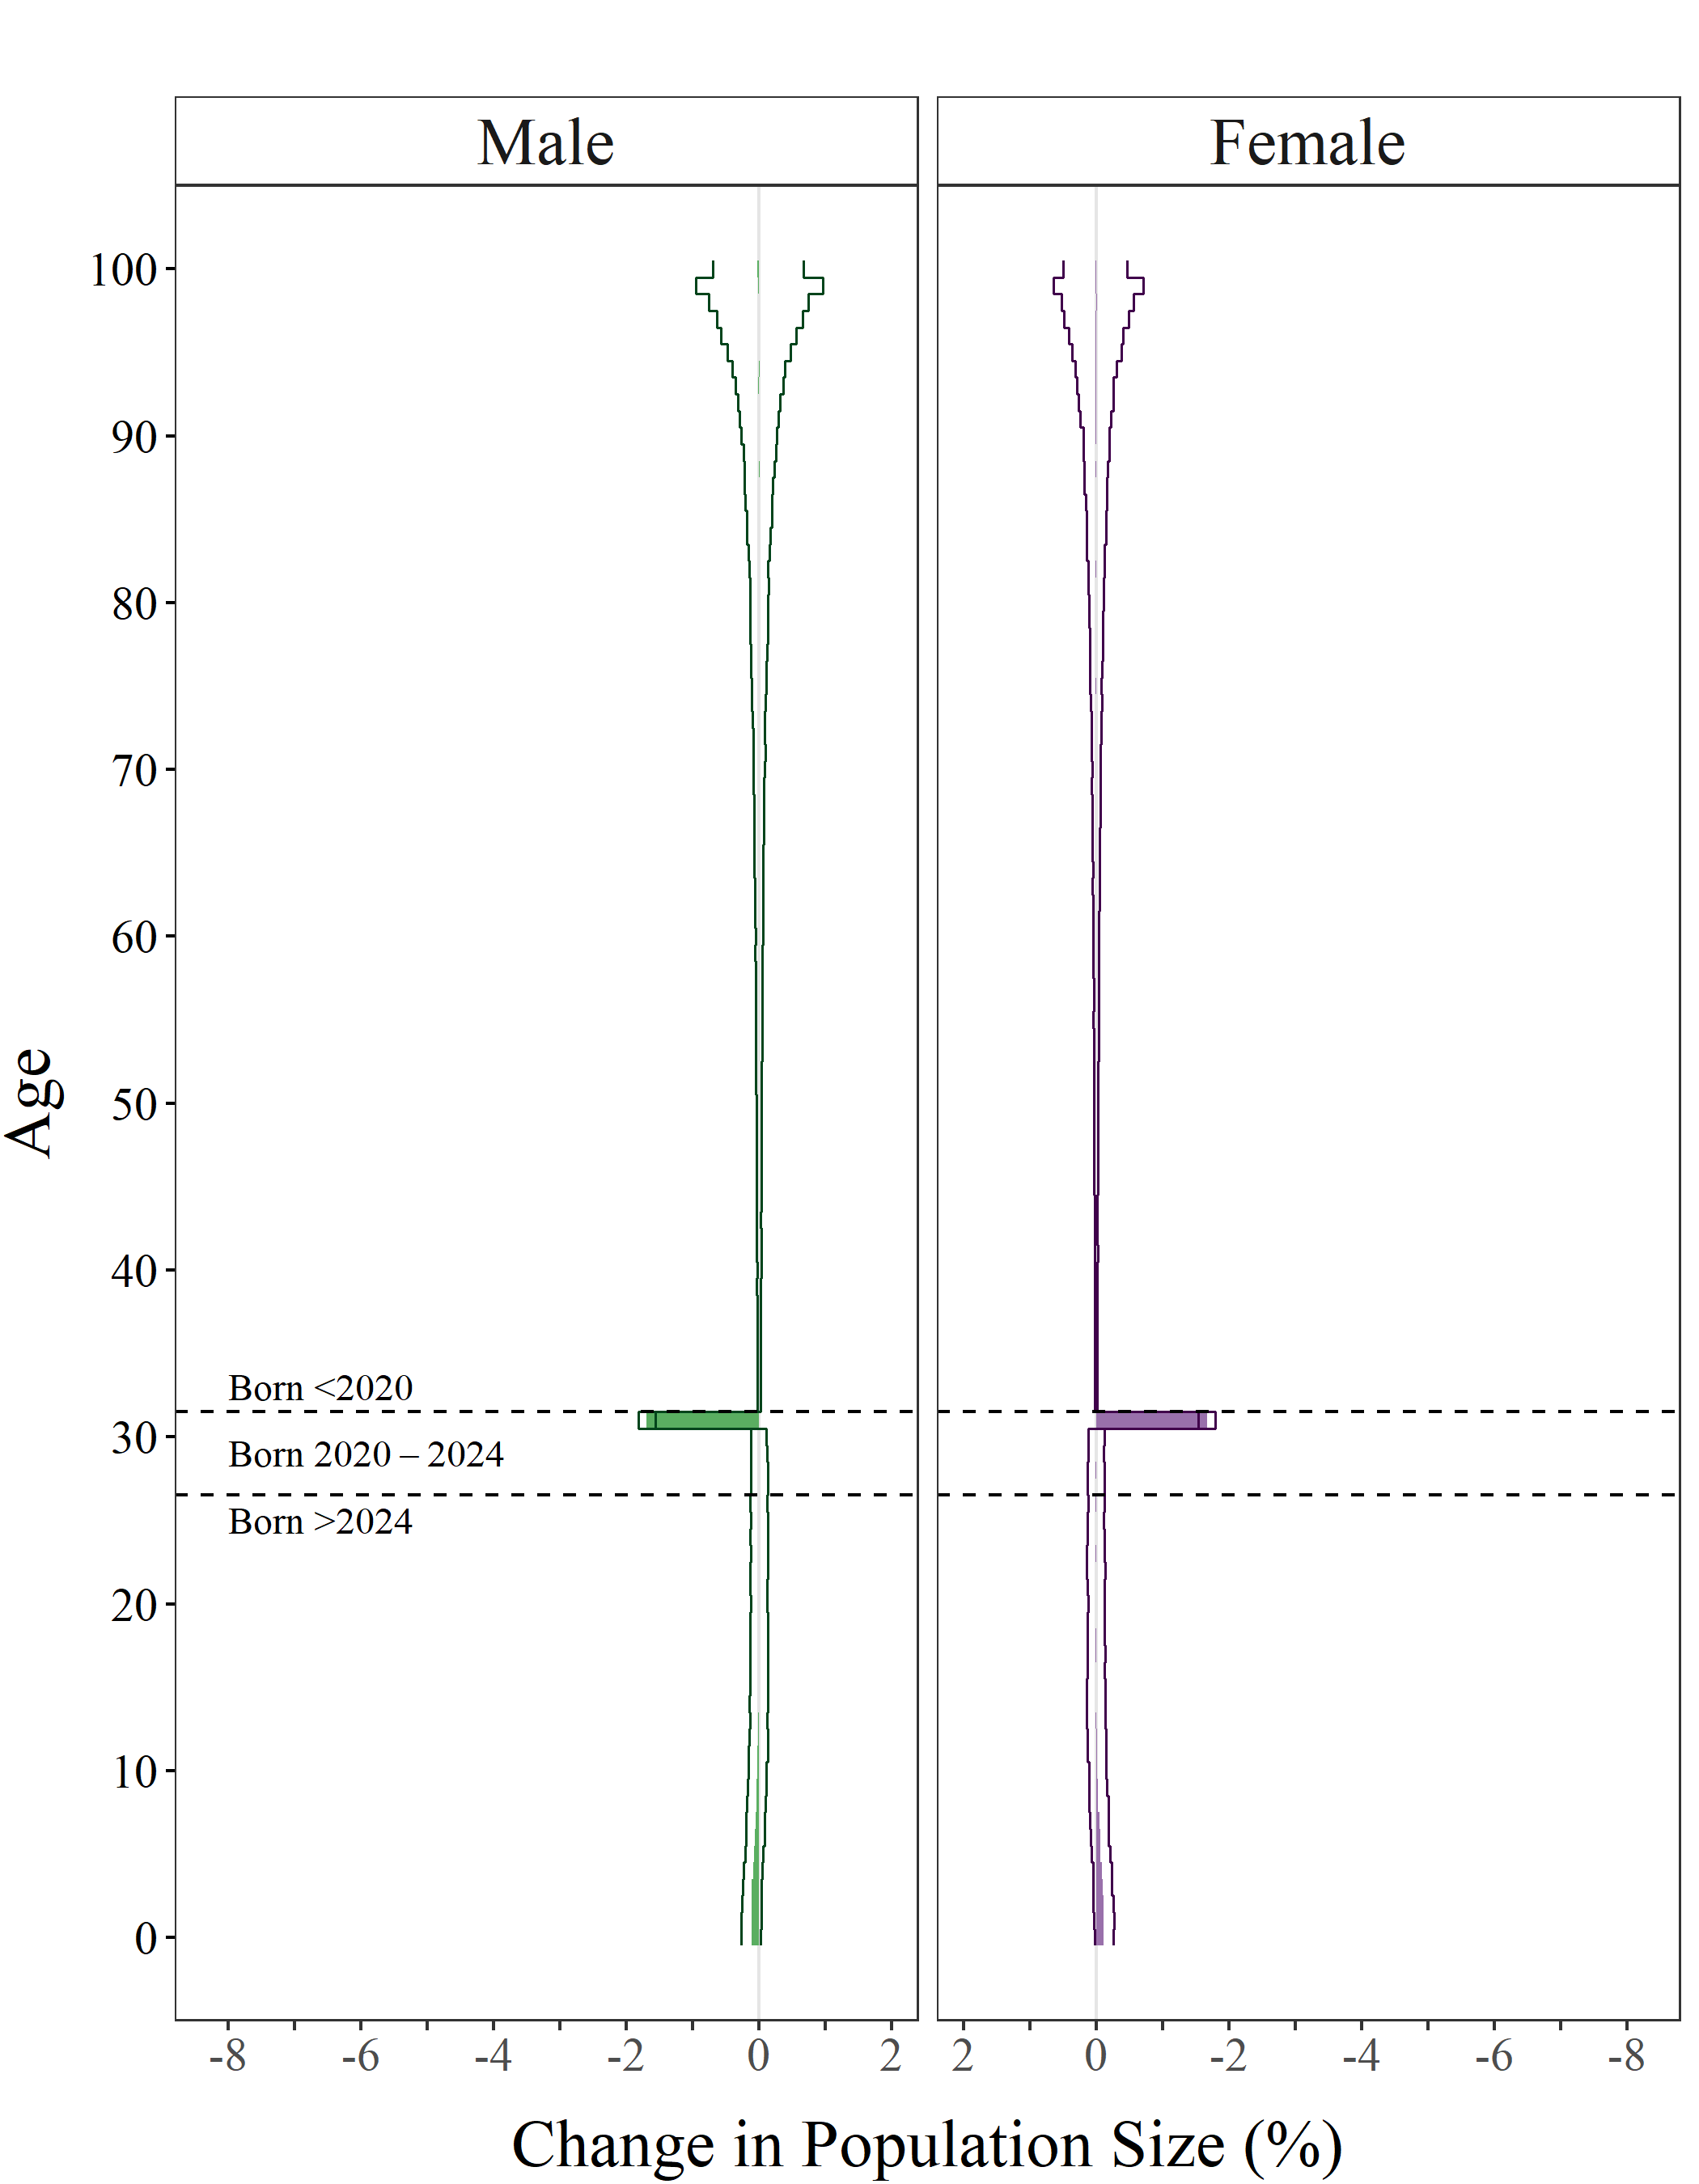 Male Female
100
90
80
70
60
50
40
Born <2020
30
Born 2020 – 2024
Born >2024
20
10
0
Age
-8 -6 -4 -2 0 2 2 0 -2 -4 -6 -8
Change in Population Size (%)